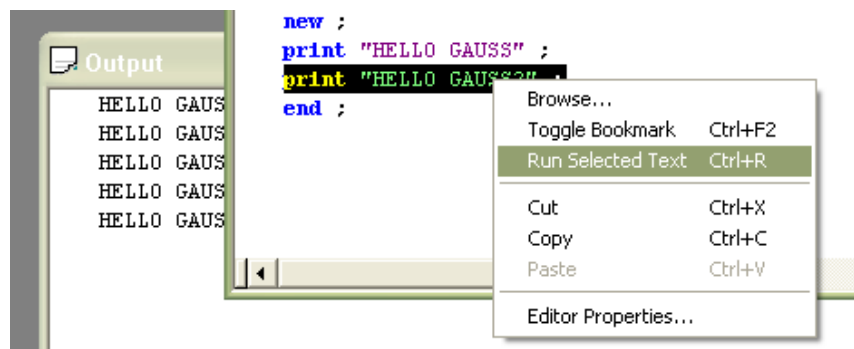 Output
HELLO GAUS
HELLO GAUS
HELLO GAUS
HELLO GAUS
HELLO GAUS
new ;
print "HELLO GAUSS" ;
print "HELLO
end ;
Browse...
Toggle Bookmark Ctrl+F2
Run Selected Text Ctrl+R
Cut Ctrl+X
Copy Ctrl+C
Paste Ctrl+V
Editor Properties...